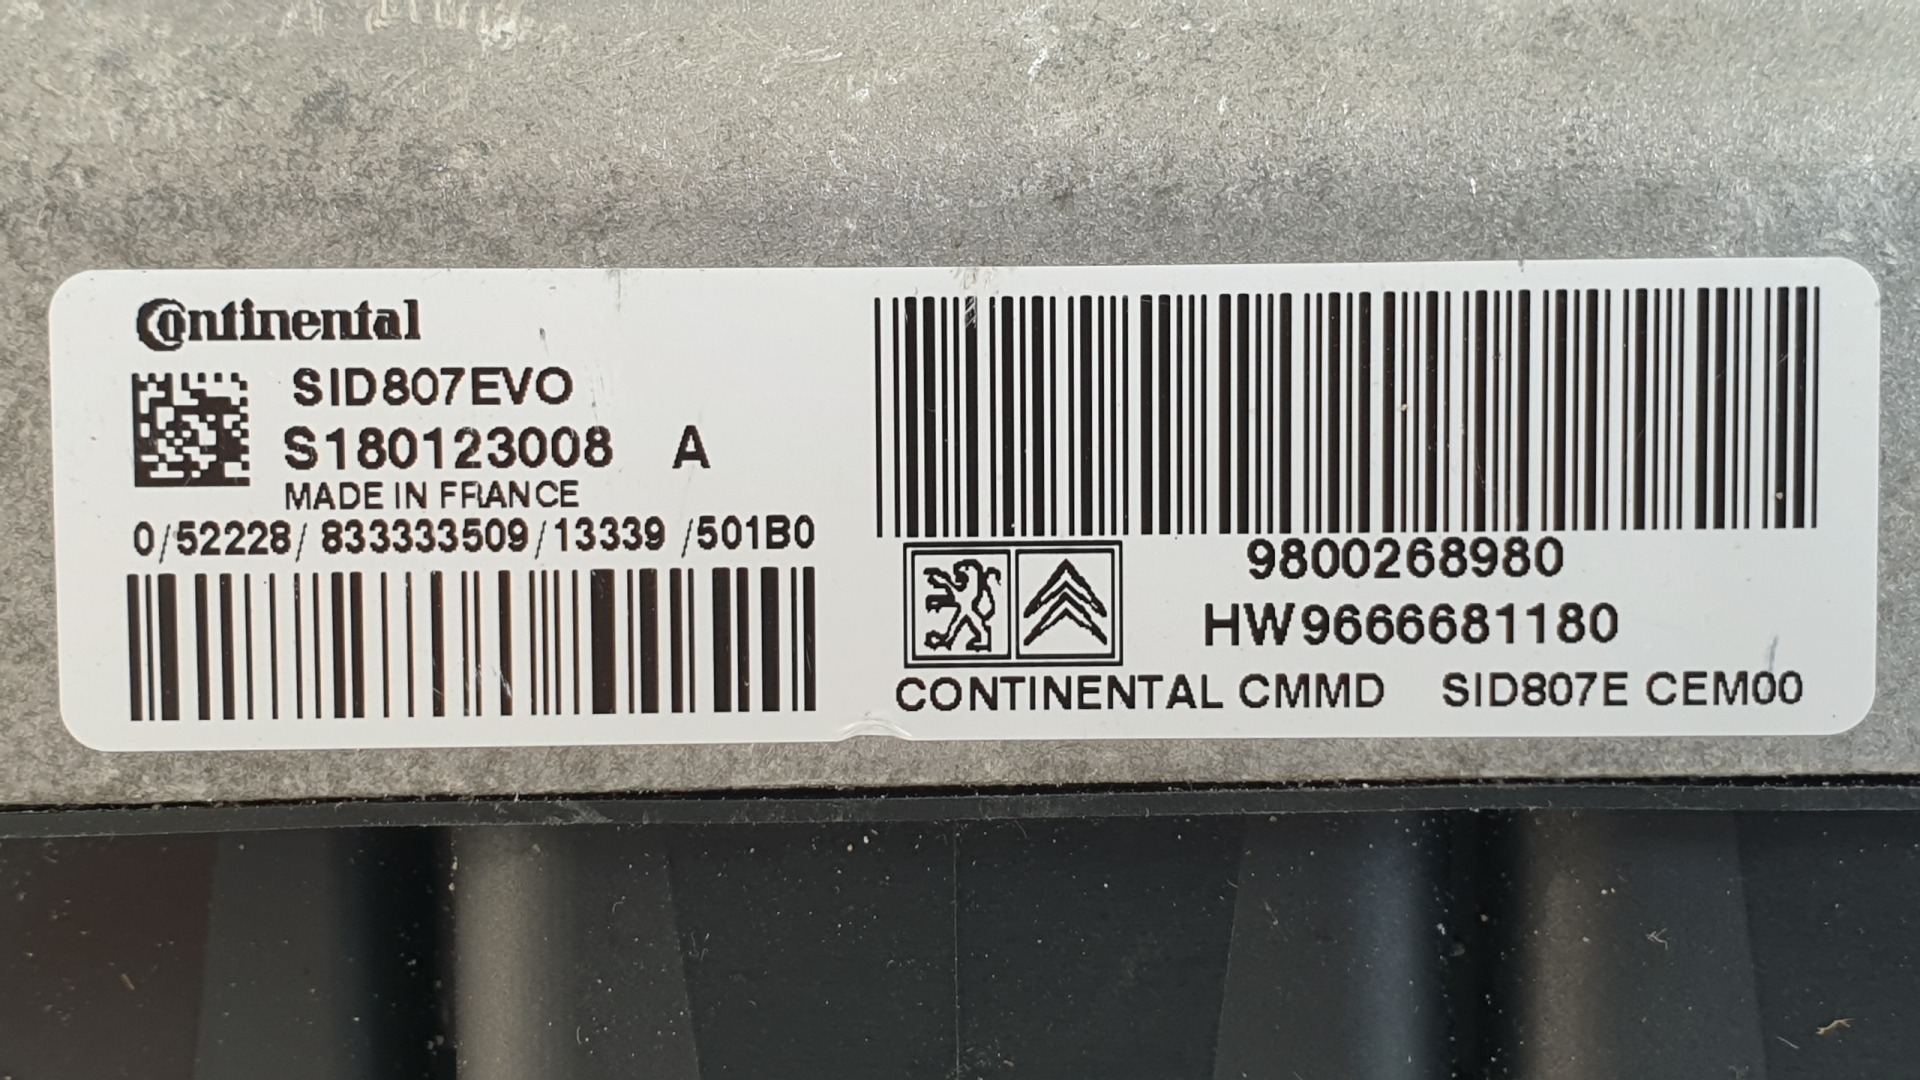 Continental
SID807EVO
S180123008 A
MADE IN FRANCE
0/52228/833333509/13339/501B0
9800268980
HW9666681180
CONTINENTAL CMMD SID807E CEM00